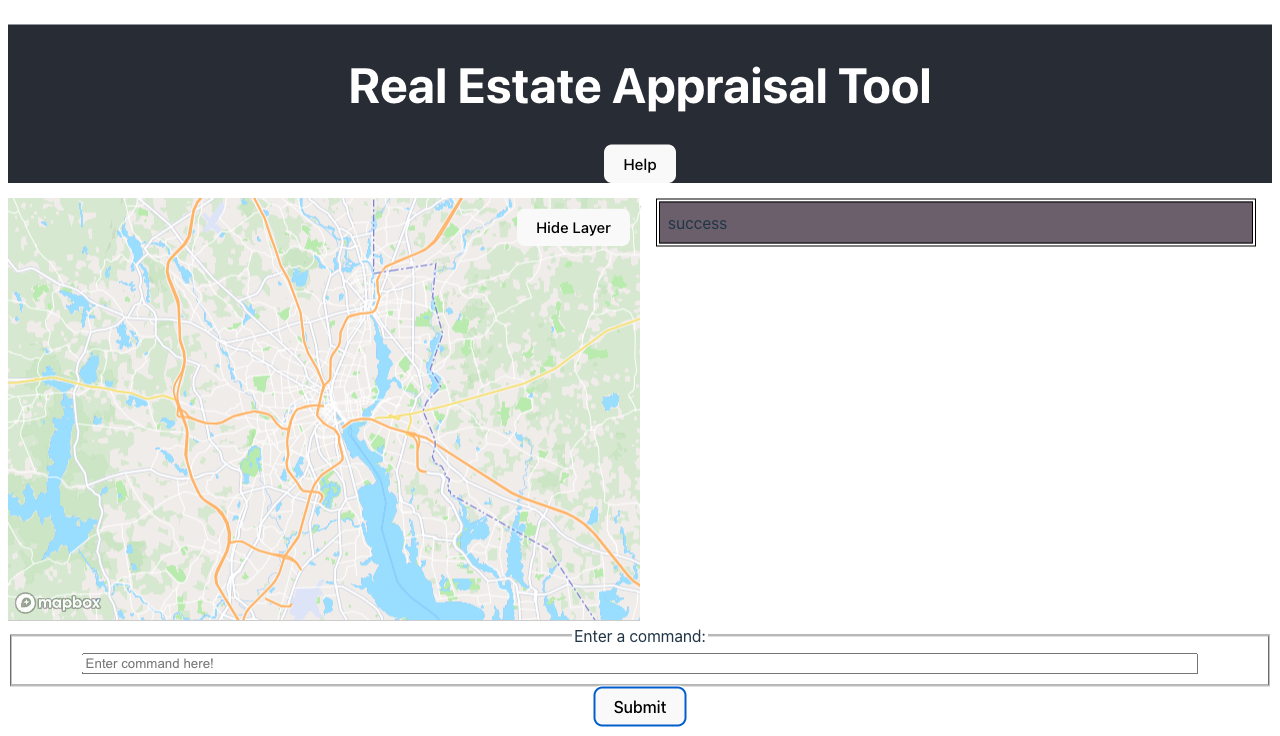 Real Estate Appraisal Tool
Help
Hide Layer
success
mapbox
Enter a command:
Enter command here!
Submit